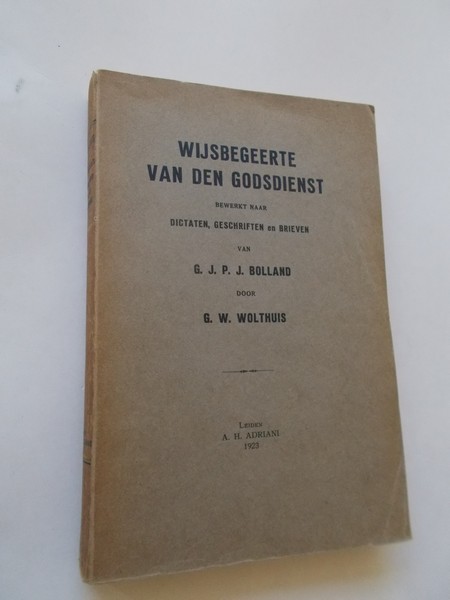 WIJSBEGEERTE
VAN DEN GODSDIENST
BEWERKT NAAR
DICTATEN, GESCHRIFTEN en BRIEVEN
VAN
G. J. P. J. BOLLAND
DOOR
G. W. WOLTHUIS
LEIDEN
A. H. ADRIANI
1923